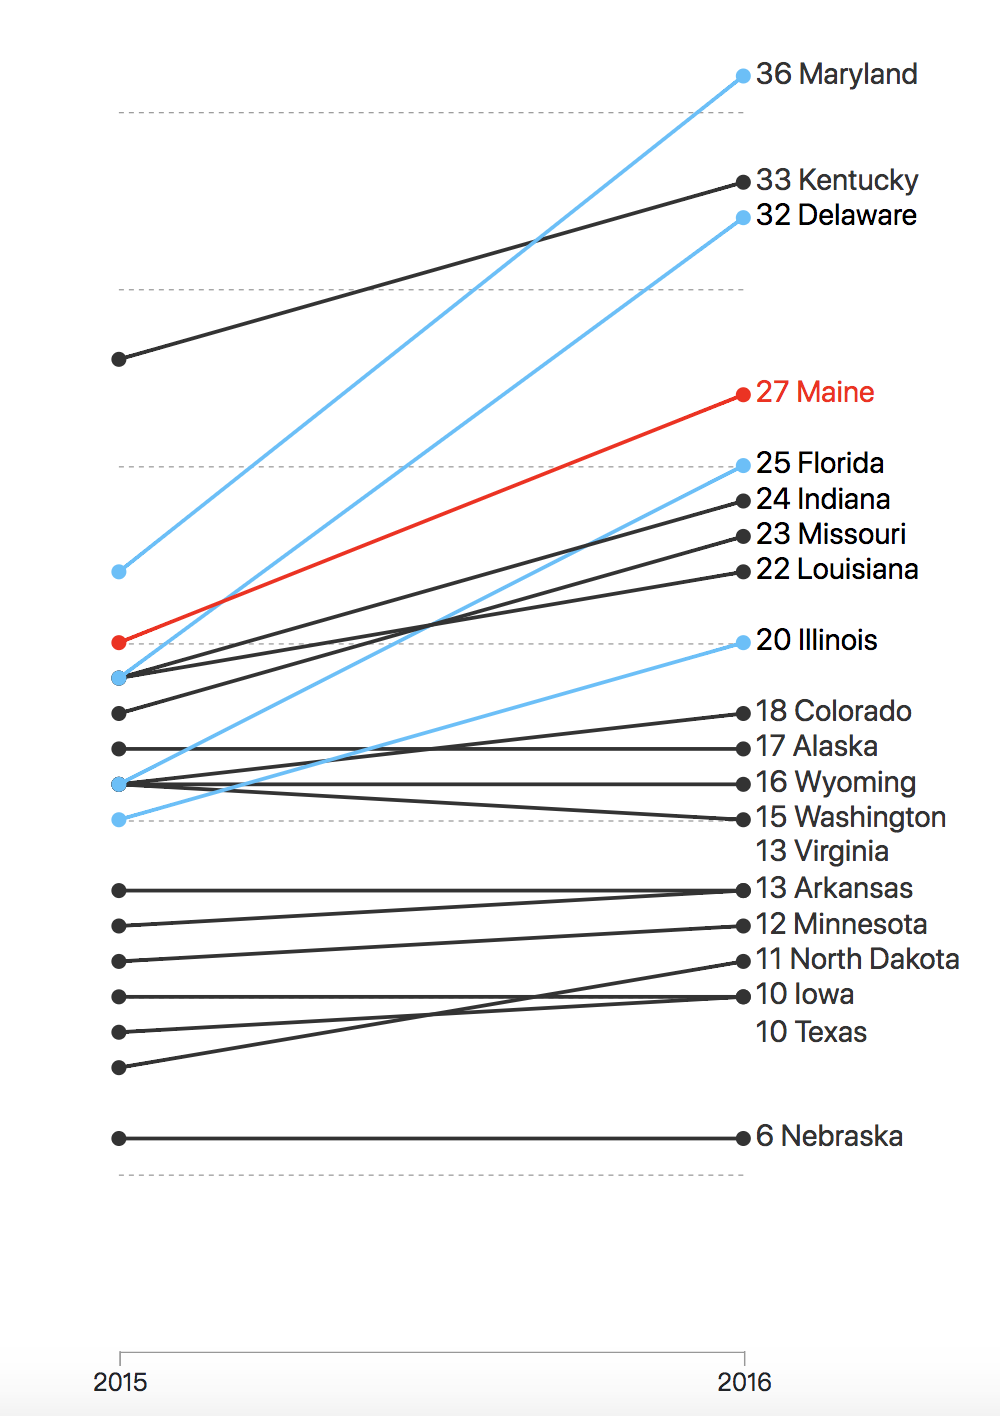 36 Maryland
33 Kentucky
32 Delaware
27 Maine
25 Florida
24 Indiana
23 Missouri
22 Louisiana
20 Illinois
18 Colorado
17 Alaska
16 Wyoming
15 Washington
13 Virginia
13 Arkansas
12 Minnesota
11 North Dakota
10 Iowa
10 Texas
6 Nebraska
2015 2016